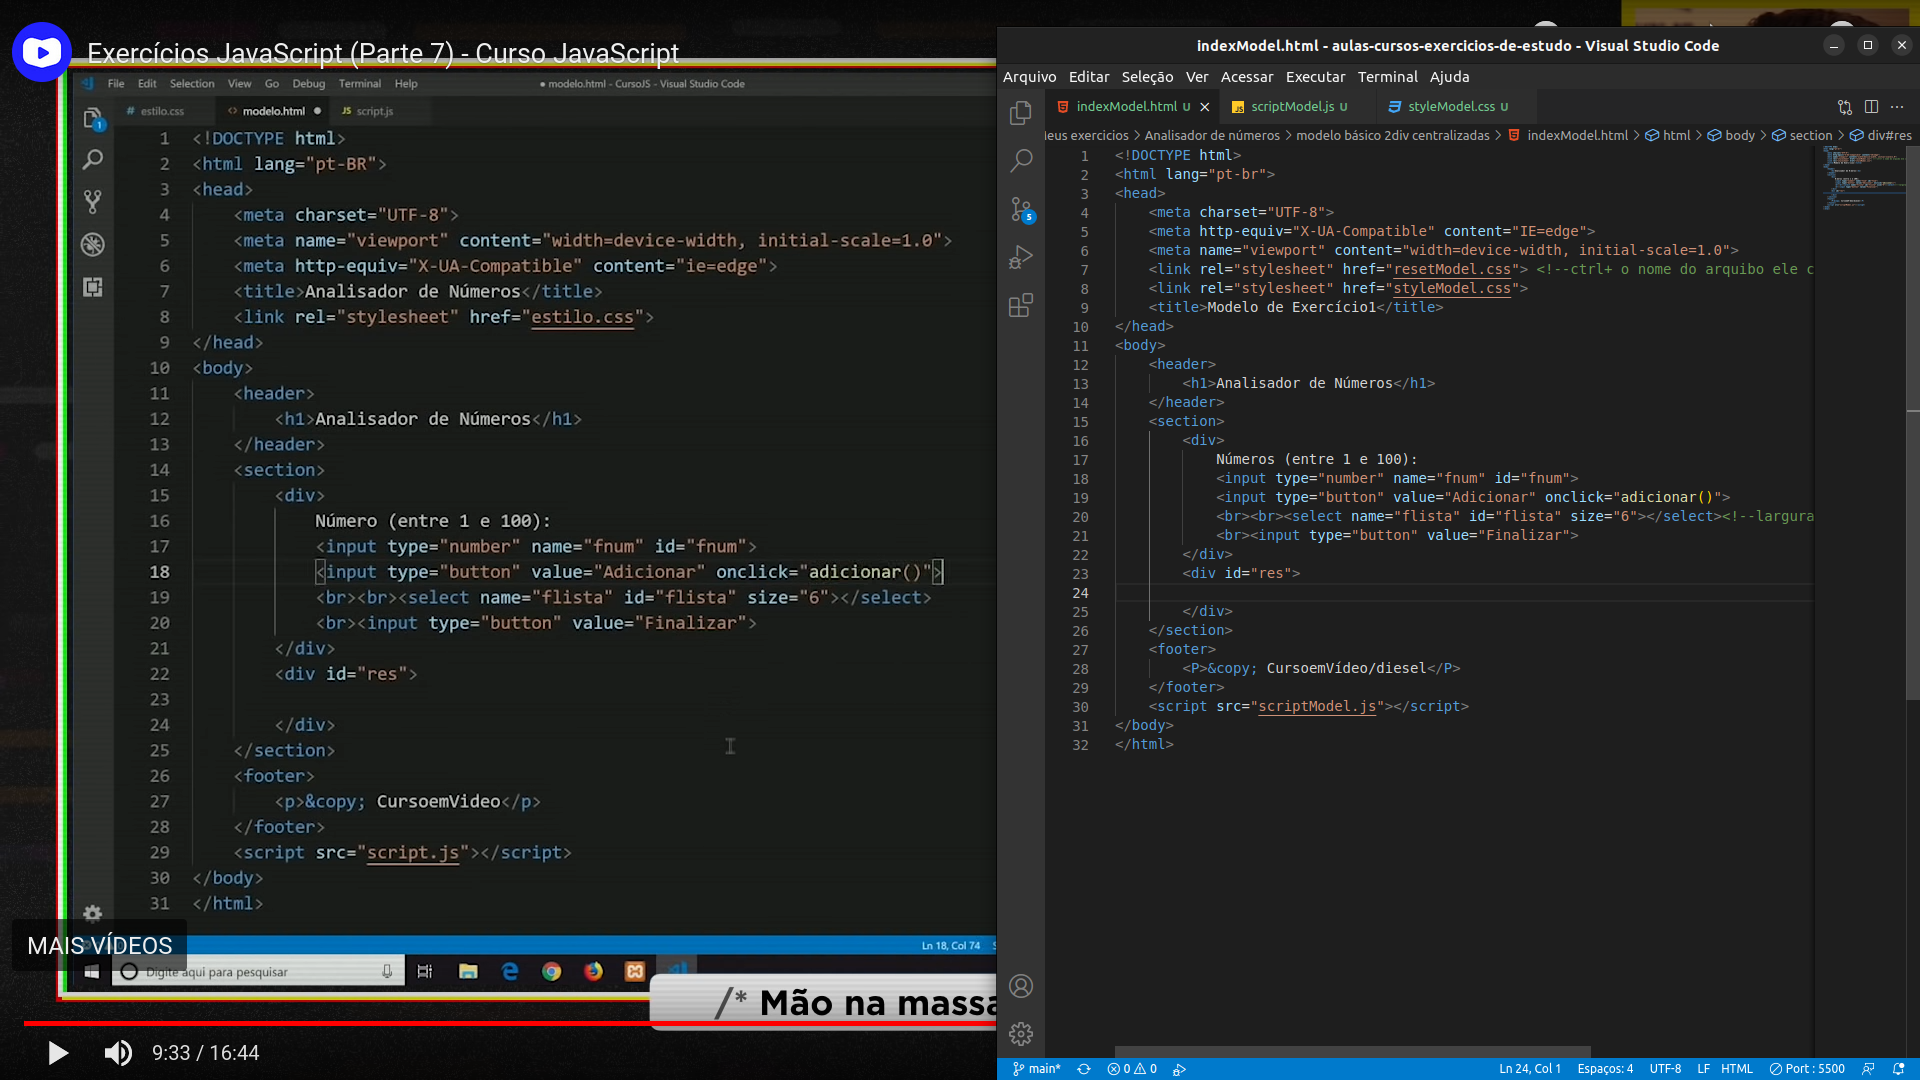 Exercícios JavaScript (Parte 7) - Curso JavaScript
File Edit Selection View Go Debug Terminal Help
● modelo.html - CursoJS - Visual Studio Code
# estilo.css
<> modelo.html ●
JS script.js
1
1 <!DOCTYPE html>
2 <html lang="pt-BR">
3 <head>
4 <meta charset="UTF-8">
5 <meta name="viewport" content="width=device-width, initial-scale=1.0">
6 <meta http-equiv="X-UA-Compatible" content="ie=edge">
7 <title>Analisador de Números</title>
8 <link rel="stylesheet" href="estilo.css">
9 </head>
10 <body>
11 <header>
12 <h1>Analisador de Números</h1>
13 </header>
14 <section>
15 <div>
16 Número (entre 1 e 100):
17 <input type="number" name="fnum" id="fnum">
18 <input type="button" value="Adicionar" onclick="adicionar()">
19 <br><br><select name="flista" id="flista" size="6"></select>
20 <br><input type="button" value="Finalizar">
21 </div>
22 <div id="res">
23
24 </div>
25 </section>
26 <footer>
27 <p>&copy; CursoemVideo</p>
28 </footer>
29 <script src="script.js"></script>
30 </body>
31 </html>
Ln 18, Col 74
MAIS VÍDEOS
Digite aqui para pesquisar
/* Mão na massa
9:33 / 16:44
indexModel.html - aulas-cursos-exercicios-de-estudo - Visual Studio Code
Arquivo Editar Seleção Ver Acessar Executar Terminal Ajuda
indexModel.html U
JS scriptModel.js U
styleModel.css U
eus exercicios > Analisador de números > modelo básico 2div centralizadas > indexModel.html > html > body > section > div#res
5
1 <!DOCTYPE html>
2 <html lang="pt-br">
3 <head>
4 <meta charset="UTF-8">
5 <meta http-equiv="X-UA-Compatible" content="IE=edge">
6 <meta name="viewport" content="width=device-width, initial-scale=1.0">
7 <link rel="stylesheet" href="resetModel.css"> <!--ctrl+ o nome do arquibo ele c
8 <link rel="stylesheet" href="styleModel.css">
9 <title>Modelo de Exercício1</title>
10 </head>
11 <body>
12 <header>
13 <h1>Analisador de Números</h1>
14 </header>
15 <section>
16 <div>
17 Números (entre 1 e 100):
18 <input type="number" name="fnum" id="fnum">
19 <input type="button" value="Adicionar" onclick="adicionar()">
20 <br><br><select name="flista" id="flista" size="6"></select><!--largura
21 <br><input type="button" value="Finalizar">
22 </div>
23 <div id="res">
24
25 </div>
26 </section>
27 <footer>
28 <P>&copy; CursoemVídeo/diesel</P>
29 </footer>
30 <script src="scriptModel.js"></script>
31 </body>
32 </html>
main* 0 0 Ln 24, Col 1 Espaços: 4 UTF-8 LF HTML Port : 5500